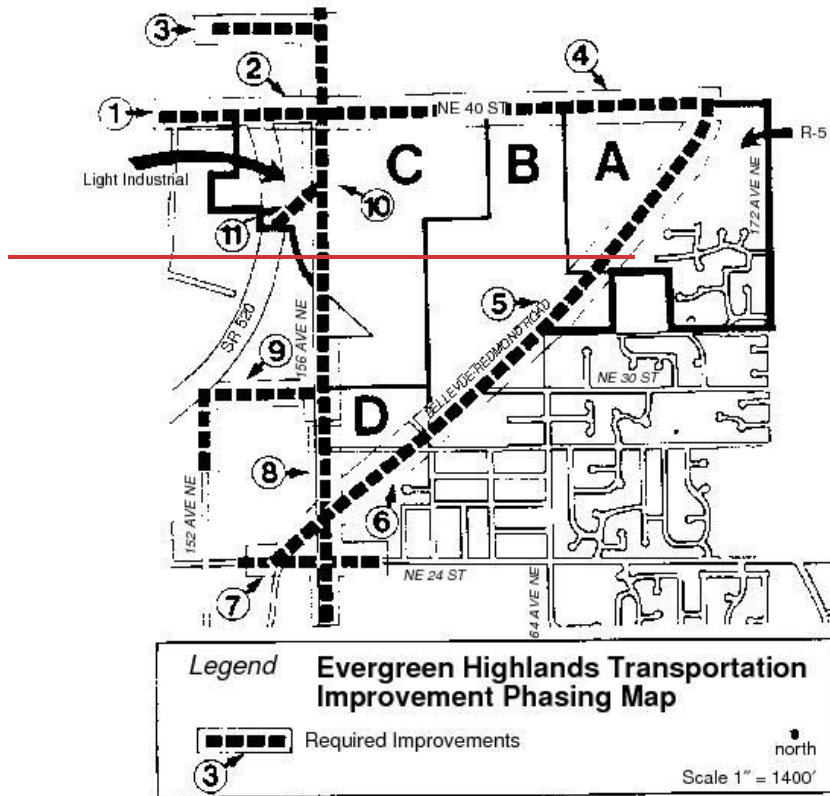 3
2
4
1
NE 40 ST
R-5
C
B
A
172 AVE NE
Light Industrial
10
11
5
SR 520
156 AVE NE
9
BELLEVUE-REDMOND ROAD
NE 30 ST
D
8
6
152 AVE NE
7
NE 24 ST
64 AVE NE
Legend
Evergreen Highlands Transportation
Improvement Phasing Map
Required Improvements
3
north
Scale 1" = 1400'